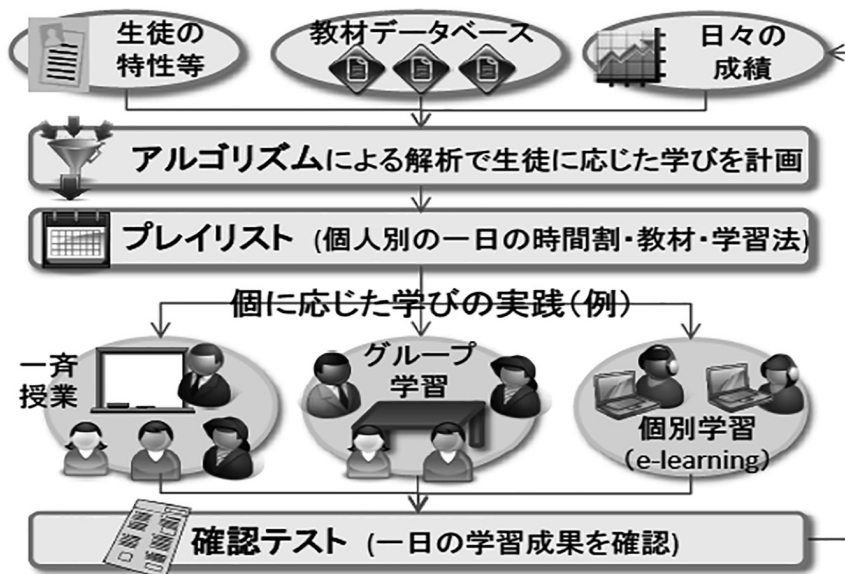 生徒の
特性等
教材データベース
日々の
成績
アルゴリズムによる解析で生徒に応じた学びを計画
プレイリスト (個人別の一日の時間割・教材・学習法)
個に応じた学びの実践(例)
一斉
授業
グループ
学習
個別学習
(e-learning)
確認テスト (一日の学習成果を確認)